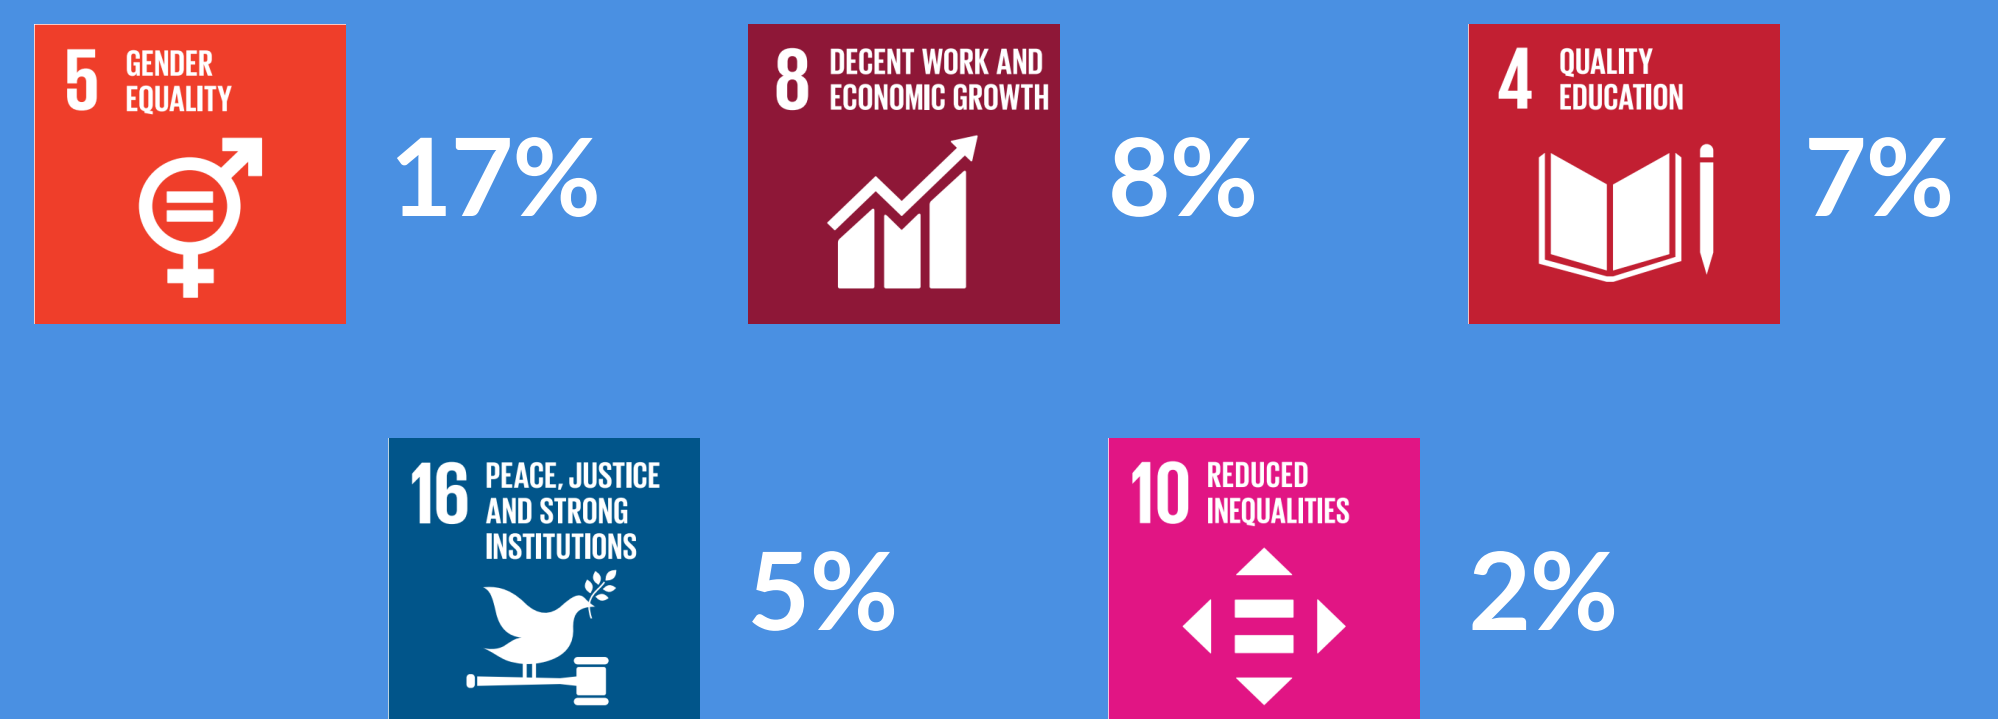 5 GENDER
EQUALITY
17%
8 DECENT WORK AND
ECONOMIC GROWTH
8%
4 QUALITY
EDUCATION
7%
16 PEACE, JUSTICE
AND STRONG
INSTITUTIONS
5%
10 REDUCED
INEQUALITIES
2%